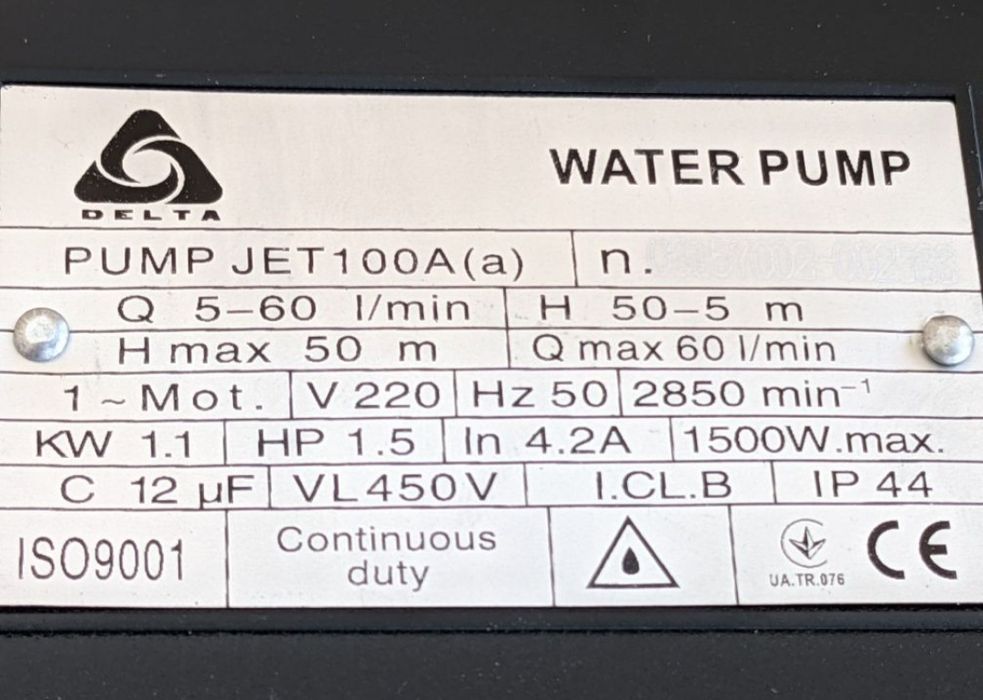 DELTA
WATER PUMP
PUMP JET100A(a) n.
Q 5–60 l/min H 50–5 m
H max 50 m Q max 60 l/min
1 ~ Mot. V 220 Hz 50 2850 min⁻¹
KW 1.1 HP 1.5 In 4.2A 1500W.max.
C 12 µF VL 450V I.CL.B IP 44
ISO9001 Continuous
duty
UA.TR.076
CE